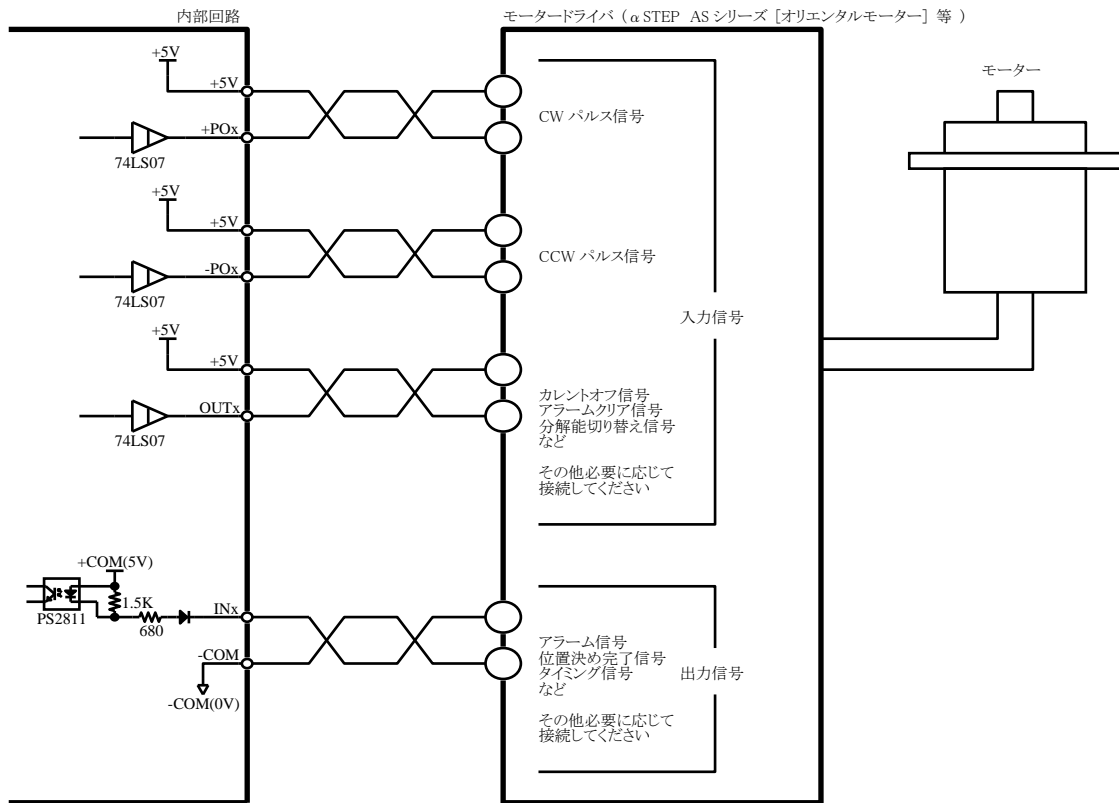 内部回路
モータードライバ ( α STEP AS シリーズ [オリエンタルモーター] 等 )
モーター
+5V
+5V
+POx
74LS07
CW パルス信号
+5V
+5V
-POx
74LS07
CCW パルス信号
入力信号
+5V
+5V
OUTx
74LS07
カレントオフ信号
アラームクリア信号
分解能切り替え信号
など
その他必要に応じて
接続してください
+COM(5V)
PS2811
1.5K
680
INx
-COM
-COM(0V)
アラーム信号
位置決め完了信号
タイミング信号
など
出力信号
その他必要に応じて
接続してください